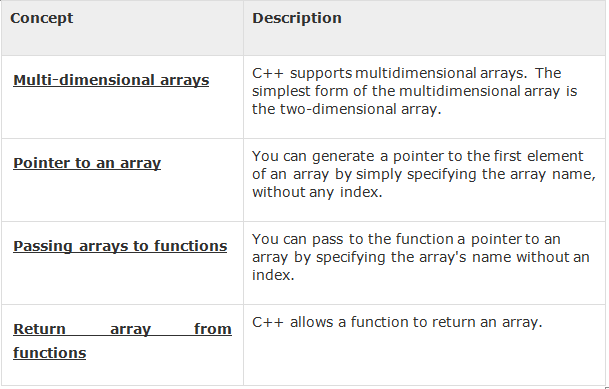 Concept Description
Multi-dimensional arrays
C++ supports multidimensional arrays. The
simplest form of the multidimensional array is
the two-dimensional array.
Pointer to an array
You can generate a pointer to the first element
of an array by simply specifying the array name,
without any index.
Passing arrays to functions
You can pass to the function a pointer to an
array by specifying the array's name without an
index.
Return array from
functions
C++ allows a function to return an array.